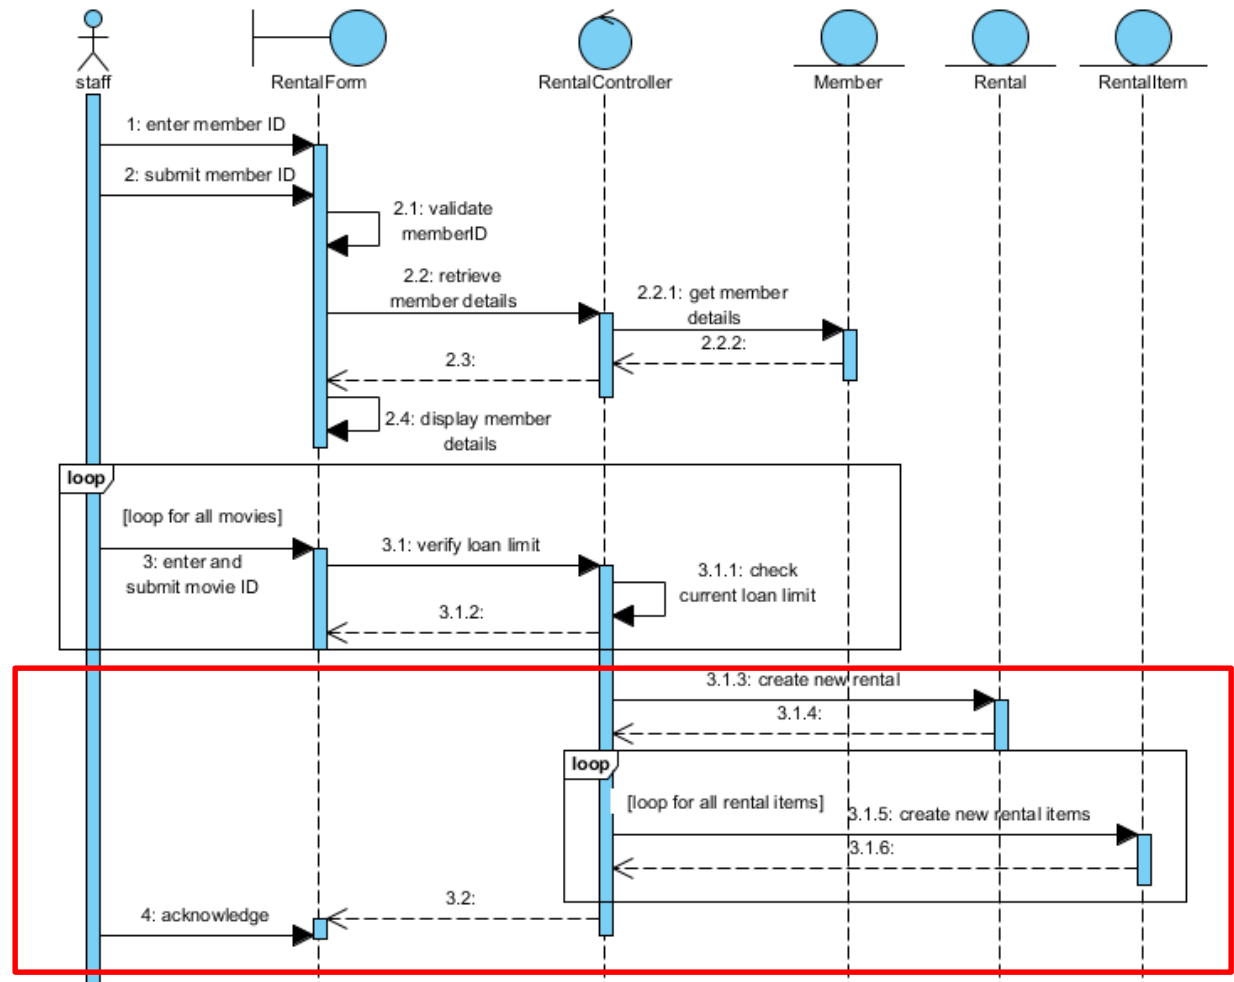 staff
RentalForm
RentalController
Member
Rental
RentalItem
1: enter member ID
2: submit member ID
2.1: validate
memberID
2.2: retrieve
member details
2.2.1: get member
details
2.2.2:
2.3:
2.4: display member
details
loop
[loop for all movies]
3: enter and
submit movie ID
3.1: verify loan limit
3.1.1: check
current loan limit
3.1.2:
3.1.3: create new rental
3.1.4:
loop
[loop for all rental items]
3.1.5: create new rental items
3.1.6:
3.2:
4: acknowledge